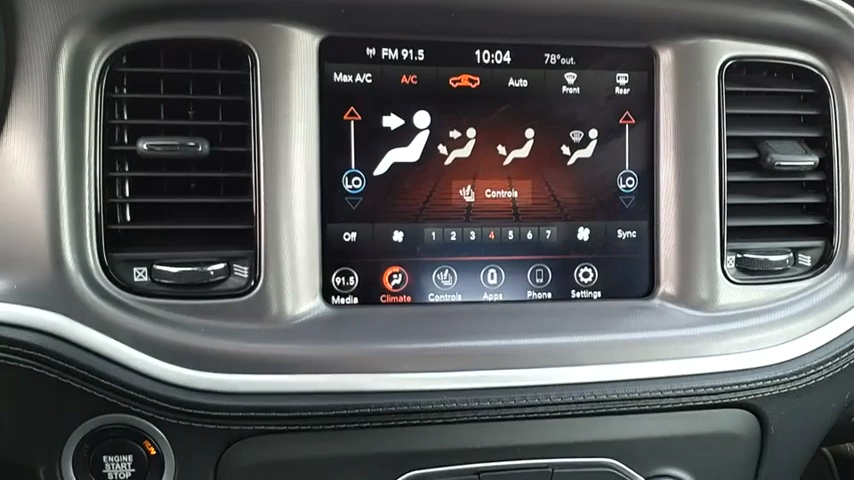 FM 91.5 10:04 78°out.
Max A/C A/C Auto Front Rear
LO LO
Controls
Off 1 2 3 4 5 6 7 Sync
91.5
Media Climate Controls Apps Phone Settings
RUN
ENGINE
START
STOP